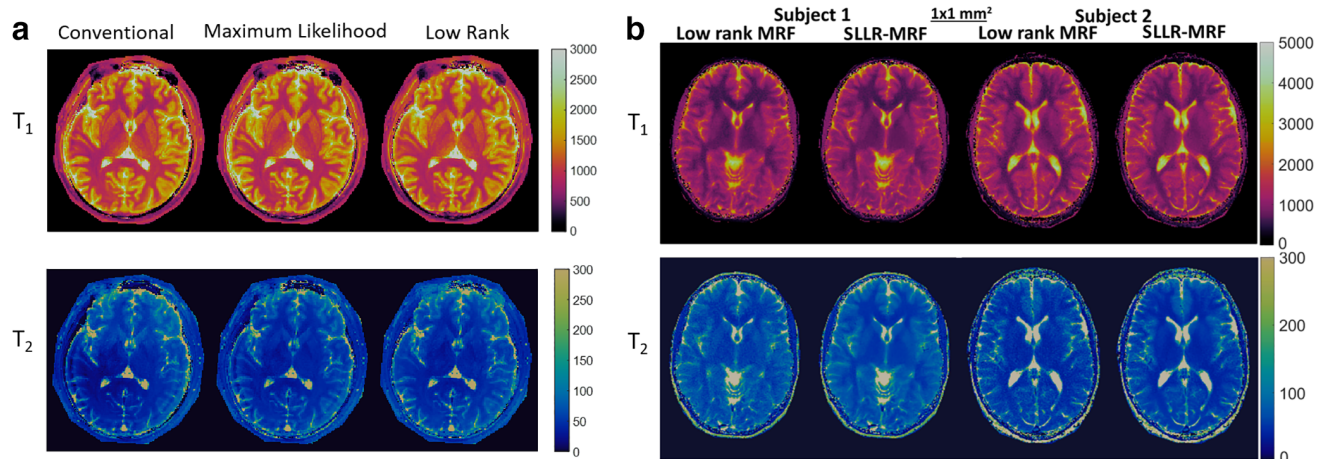 a
Conventional Maximum Likelihood Low Rank
T1
3000
2500
2000
1500
1000
500
0
T2
300
250
200
150
100
50
0
b
Subject 1 1x1 mm² Subject 2
Low rank MRF SLLR-MRF Low rank MRF SLLR-MRF
T1
5000
4000
3000
2000
1000
0
T2
300
200
100
0